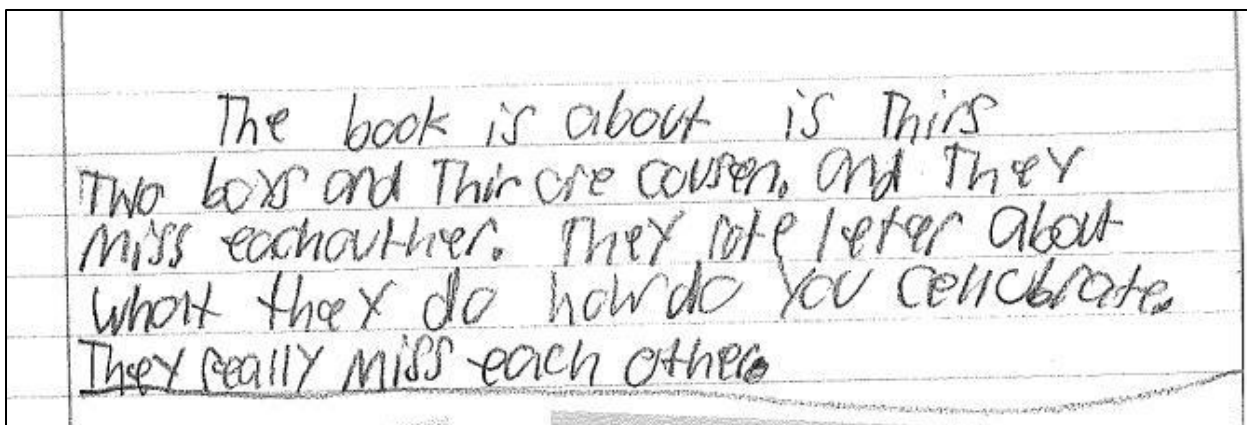 The book is about is Thirs
Two boys and Thir are cousen. and They
miss eachouther. They rote leter about
whatt they do how do you cellcbrate.
They really miss each other.